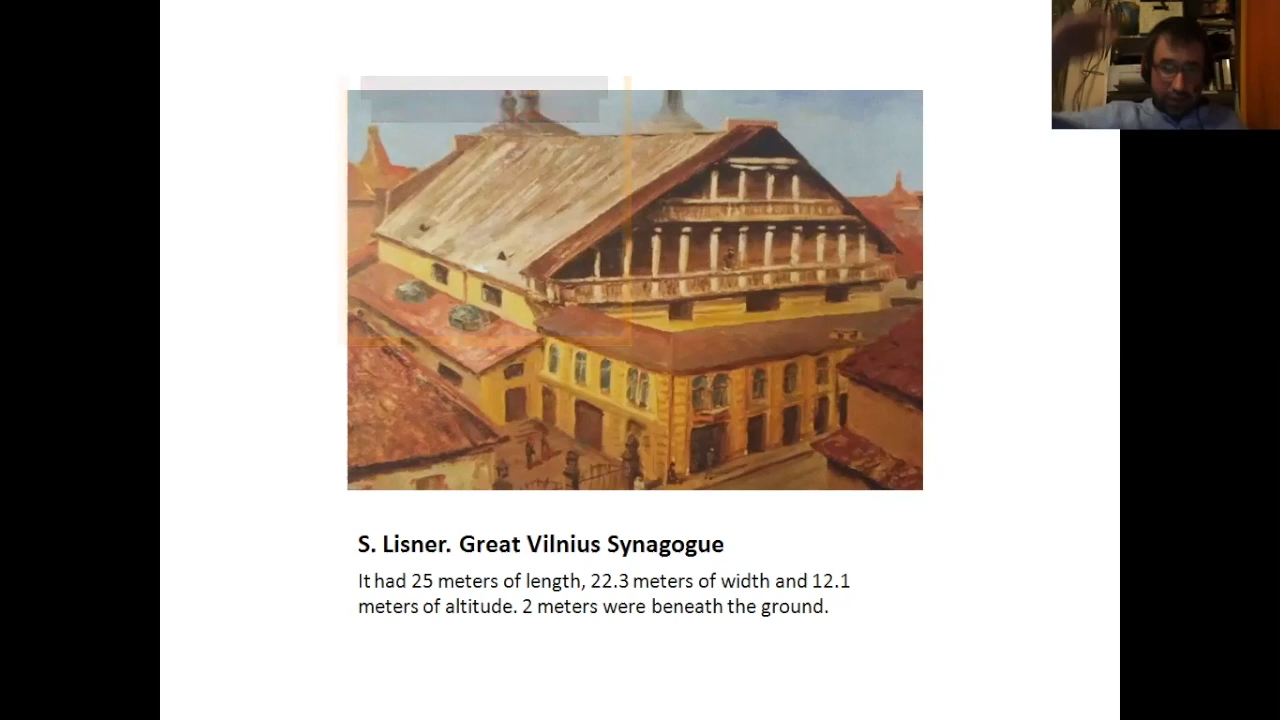 S. Lisner. Great Vilnius Synagogue
It had 25 meters of length, 22.3 meters of width and 12.1
meters of altitude. 2 meters were beneath the ground.